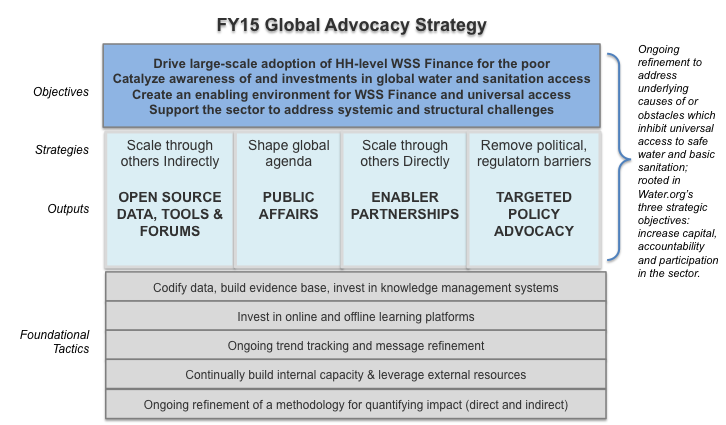 FY15 Global Advocacy Strategy
Objectives
Drive large-scale adoption of HH-level WSS Finance for the poor
Catalyze awareness of and investments in global water and sanitation access
Create an enabling environment for WSS Finance and universal access
Support the sector to address systemic and structural challenges
Strategies
Scale through
others Indirectly
Shape global
agenda
Scale through
others Directly
Remove political,
regulatorn barriers
Outputs
OPEN SOURCE
DATA, TOOLS &
FORUMS
PUBLIC
AFFAIRS
ENABLER
PARTNERSHIPS
TARGETED
POLICY
ADVOCACY
Ongoing
refinement to
address
underlying
causes of or
obstacles which
inhibit universal
access to safe
water and basic
sanitation;
rooted in
Water.org's
three strategic
objectives:
increase capital,
accountability
and participation
in the sector.
Foundational
Tactics
Codify data, build evidence base, invest in knowledge management systems
Invest in online and offline learning platforms
Ongoing trend tracking and message refinement
Continually build internal capacity & leverage external resources
Ongoing refinement of a methodology for quantifying impact (direct and indirect)